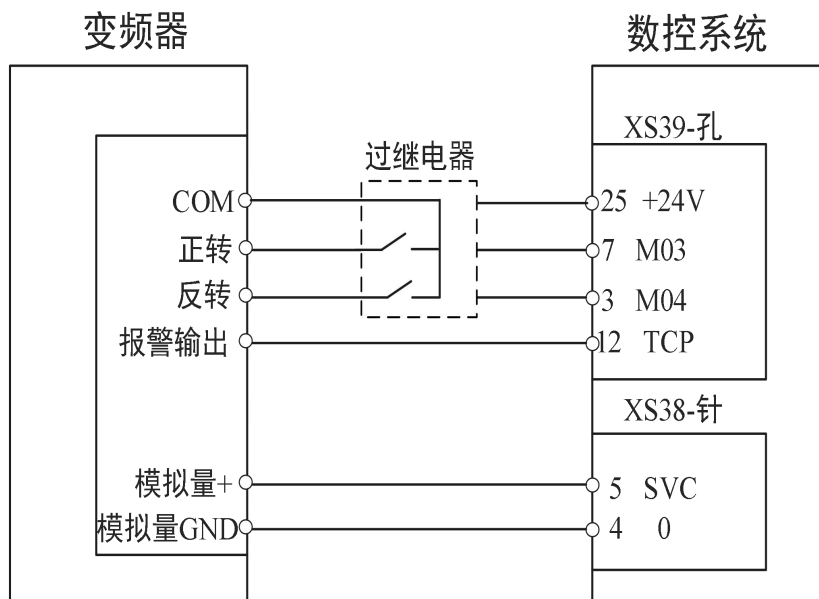 变频器
数控系统
XS39-孔
过继电器
COM
25 +24V
正转
7 M03
反转
3 M04
报警输出
12 TCP
XS38-针
模拟量+
5 SVC
模拟量GND
4 0